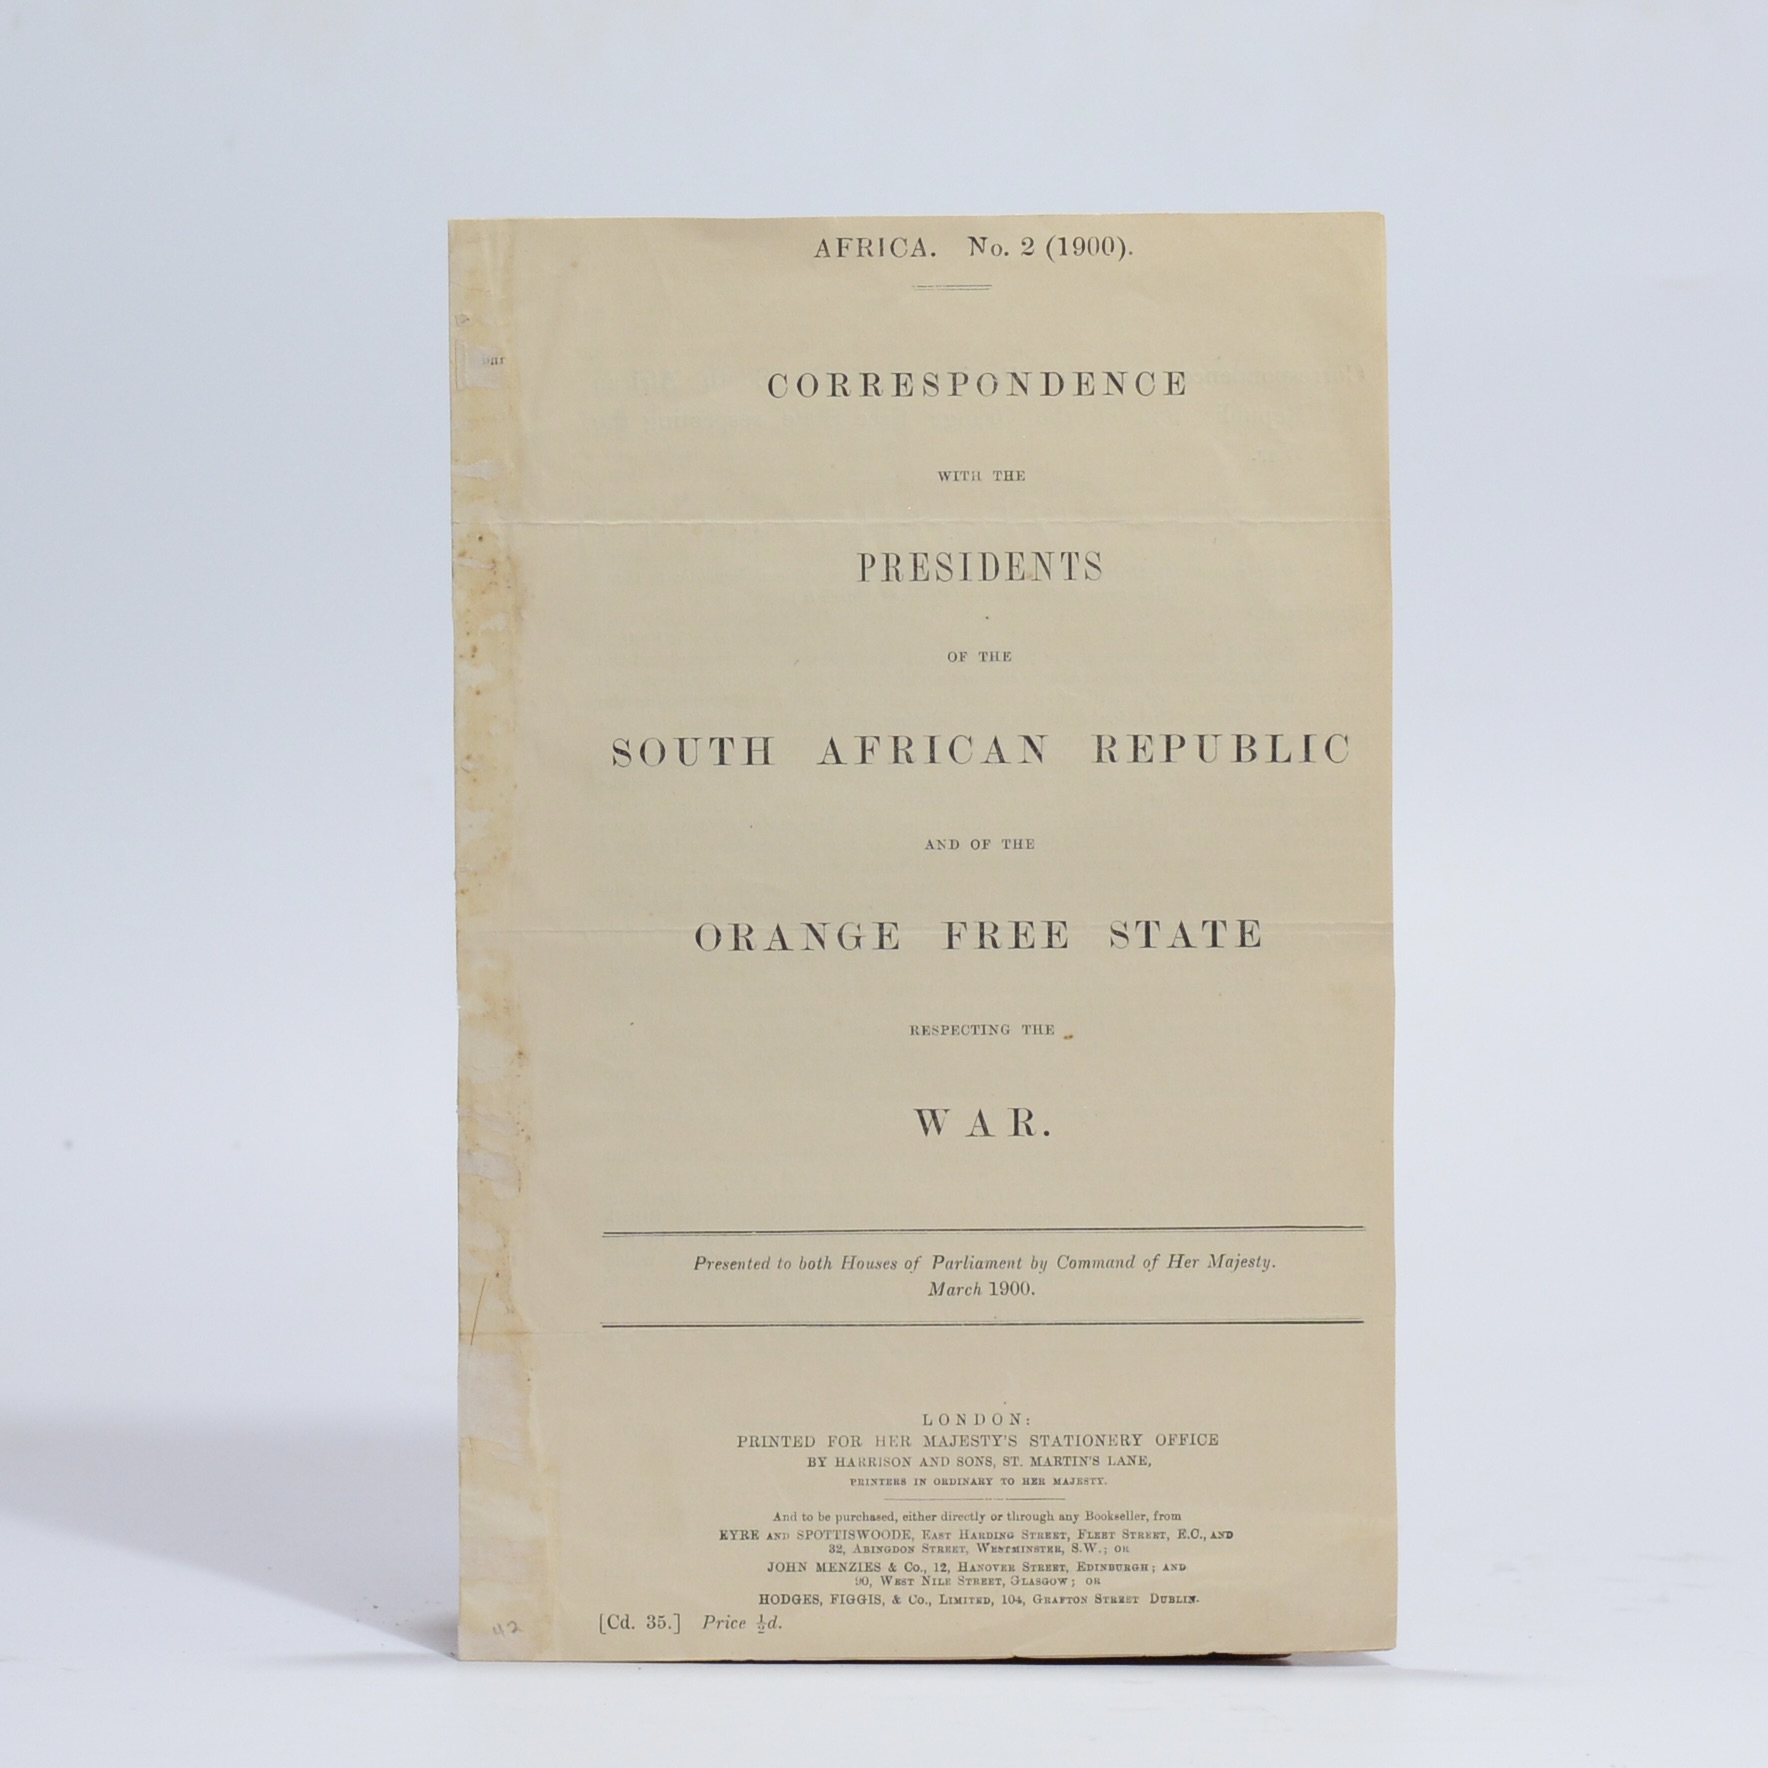 AFRICA. No. 2 (1900).
CORRESPONDENCE
WITH THE
PRESIDENTS
OF THE
SOUTH AFRICAN REPUBLIC
AND OF THE
ORANGE FREE STATE
RESPECTING THE
WAR.
Presented to both Houses of Parliament by Command of Her Majesty.
March 1900.
LONDON:
PRINTED FOR HER MAJESTY'S STATIONERY OFFICE
BY HARRISON AND SONS, ST. MARTIN'S LANE,
PRINTERS IN ORDINARY TO HER MAJESTY.
And to be purchased, either directly or through any Bookseller, from
EYRE AND SPOTTISWOODE, EAST HARDING STREET, FLEET STREET, E.C., AND
32, ABINGDON STREET, WESTMINSTER, S.W.; OR
JOHN MENZIES & Co., 12, HANOVER STREET, EDINBURGH; AND
90, WEST NILE STREET, GLASGOW; OR
HODGES, FIGGIS, & Co., LIMITED, 104, GRAFTON STREET DUBLIN.
[Cd. 35.] Price ½d.
42